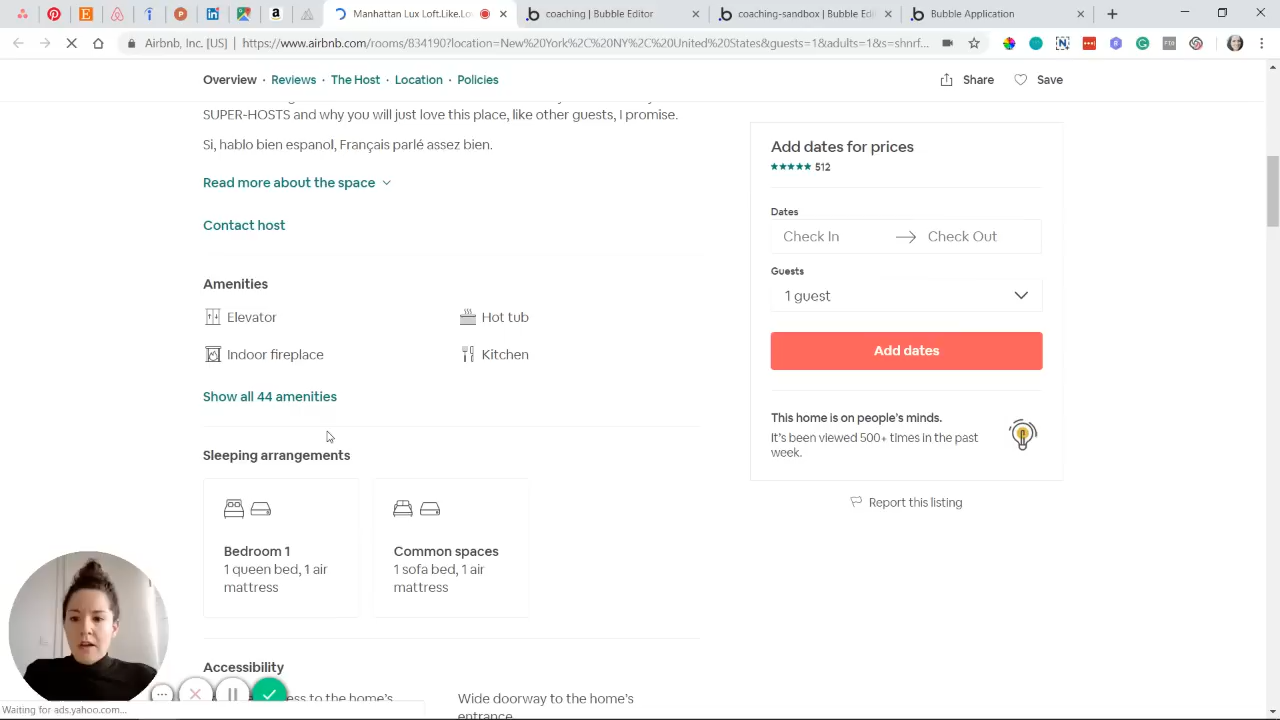 Manhattan Lux Loft.Like.Lo
coaching | Bubble Editor
coaching-sandbox | Bubble Edi
Bubble Application
Airbnb, Inc. [US] | https://www.airbnb.com/rooms/834190?location=New%20York%2C%20NY%2C%20United%20States&guests=1&adults=1&s=shnrf...
Overview · Reviews · The Host · Location · Policies
Share
Save
SUPER-HOSTS and why you will just love this place, like other guests, I promise.
Si, hablo bien espanol, Français parlé assez bien.
Read more about the space
Contact host
Amenities
Elevator
Hot tub
Indoor fireplace
Kitchen
Show all 44 amenities
Sleeping arrangements
Bedroom 1
1 queen bed, 1 air
mattress
Common spaces
1 sofa bed, 1 air
mattress
Accessibility
ess to the home's
Wide doorway to the home's
entrance
Add dates for prices
512
Dates
Check In
Check Out
Guests
1 guest
Add dates
This home is on people's minds.
It's been viewed 500+ times in the past
week.
Report this listing
Waiting for ads.yahoo.com...